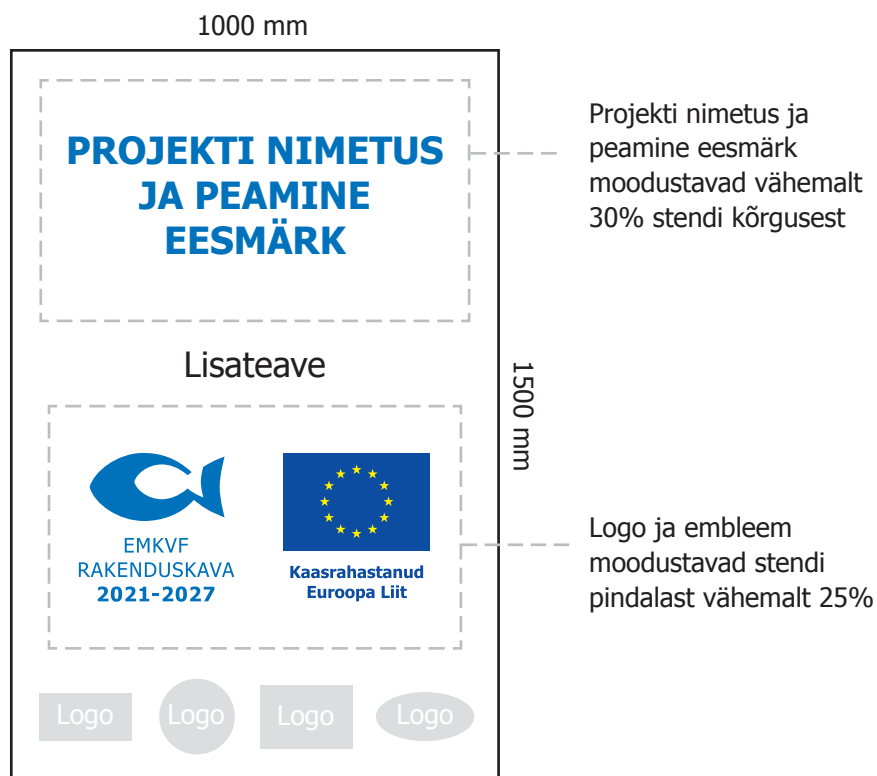 1000 mm
PROJEKTI NIMETUS
JA PEAMINE
EESMÄRK
Projekti nimetus ja
peamine eesmärk
moodustavad vähemalt
30% stendi kõrgusest
Lisateave
1500 mm
EMKVF
RAKENDUSKAVA
2021-2027
Kaasrahastanud
Euroopa Liit
Logo ja embleem
moodustavad stendi
pindalast vähemalt 25%
Logo
Logo
Logo
Logo